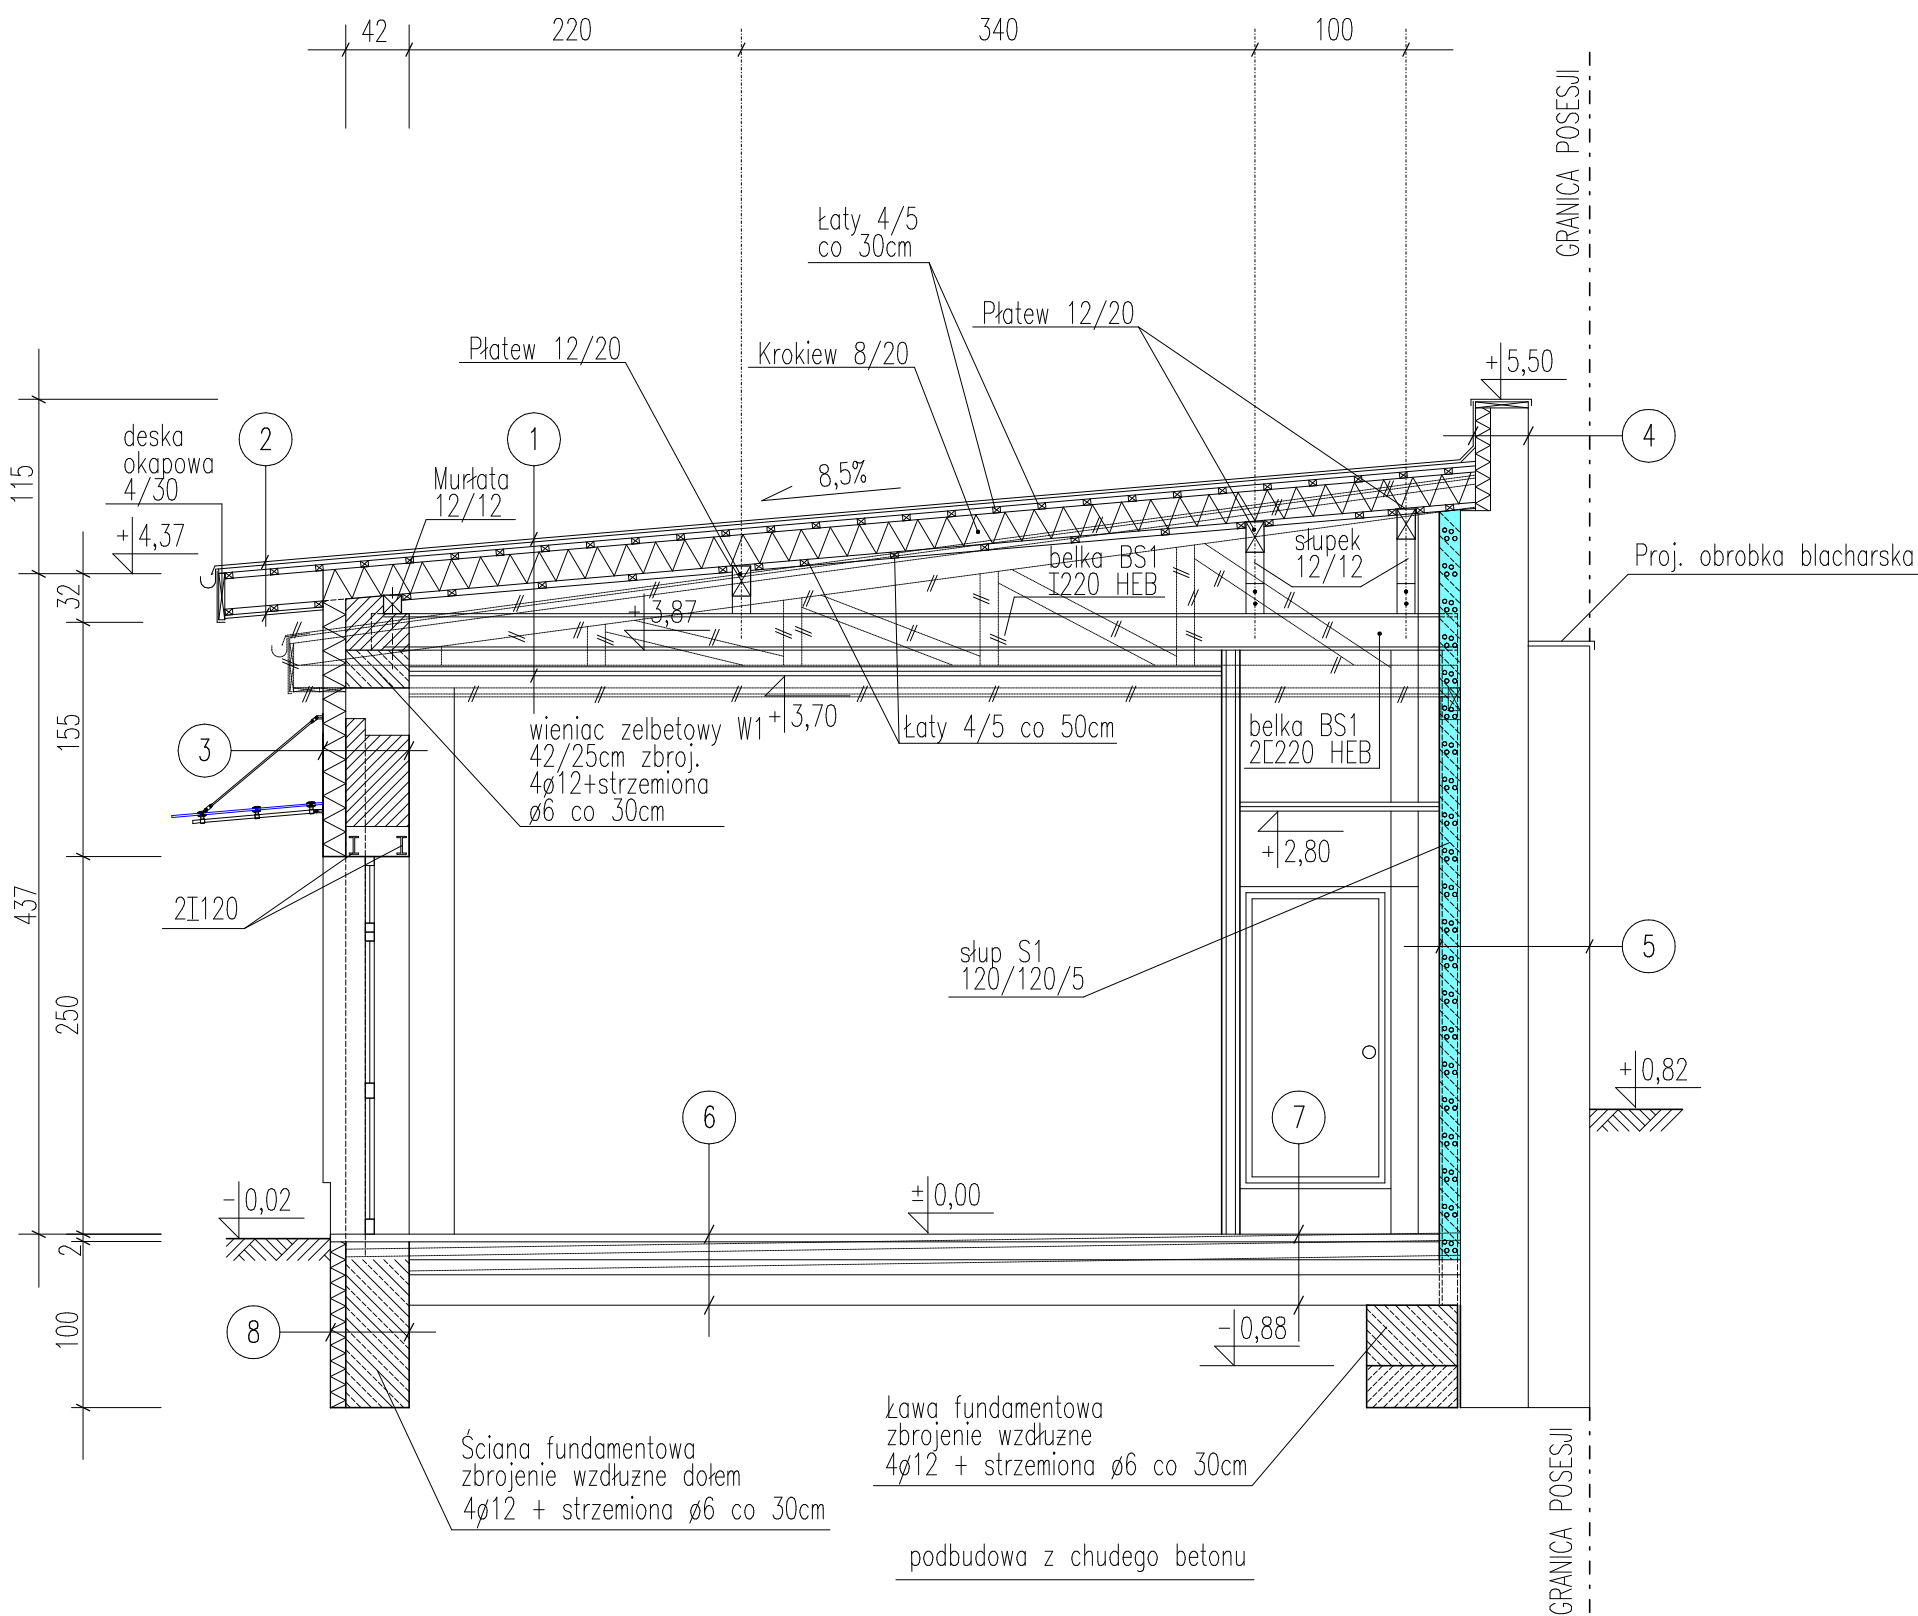 42
220
340
100
GRANICA POSESJI
Łaty 4/5
co 30cm
Płatew 12/20
Płatew 12/20
Krokiew 8/20
+5,50
2
1
4
deska
okapowa
4/30
Murłata
12/12
8,5%
115
+4,37
belka BS1
I220 HEB
słupek
12/12
Proj. obrobka blacharska
32
+3,87
+3,70
wieniac zelbetowy W1
42/25cm zbroj.
4ø12+strzemiona
ø6 co 30cm
Łaty 4/5 co 50cm
belka BS1
2[220 HEB
155
3
+2,80
437
2I120
słup S1
120/120/5
5
250
+0,82
6
7
-0,02
±0,00
2
100
8
-0,88
Ława fundamentowa
zbrojenie wzdłuzne
4ø12 + strzemiona ø6 co 30cm
Ściana fundamentowa
zbrojenie wzdłuzne dołem
4ø12 + strzemiona ø6 co 30cm
GRANICA POSESJI
podbudowa z chudego betonu